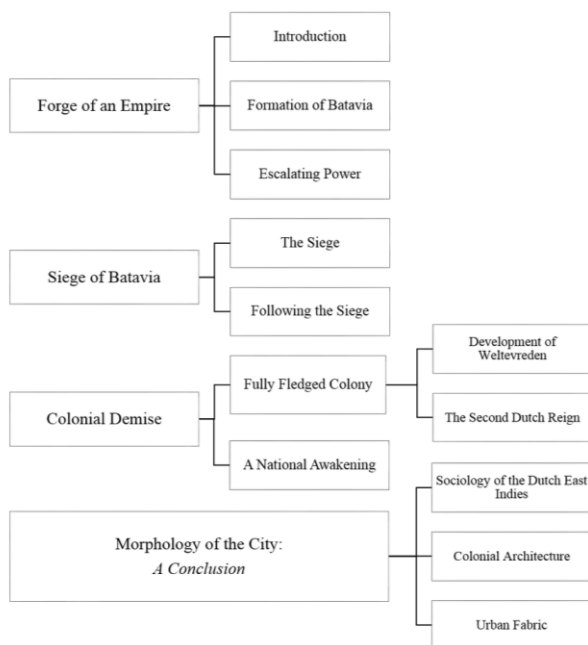 Forge of an Empire
Introduction
Formation of Batavia
Escalating Power
Siege of Batavia
The Siege
Following the Siege
Colonial Demise
Fully Fledged Colony
Development of
Weltevreden
The Second Dutch Reign
A National Awakening
Morphology of the City:
A Conclusion
Sociology of the Dutch East
Indies
Colonial Architecture
Urban Fabric